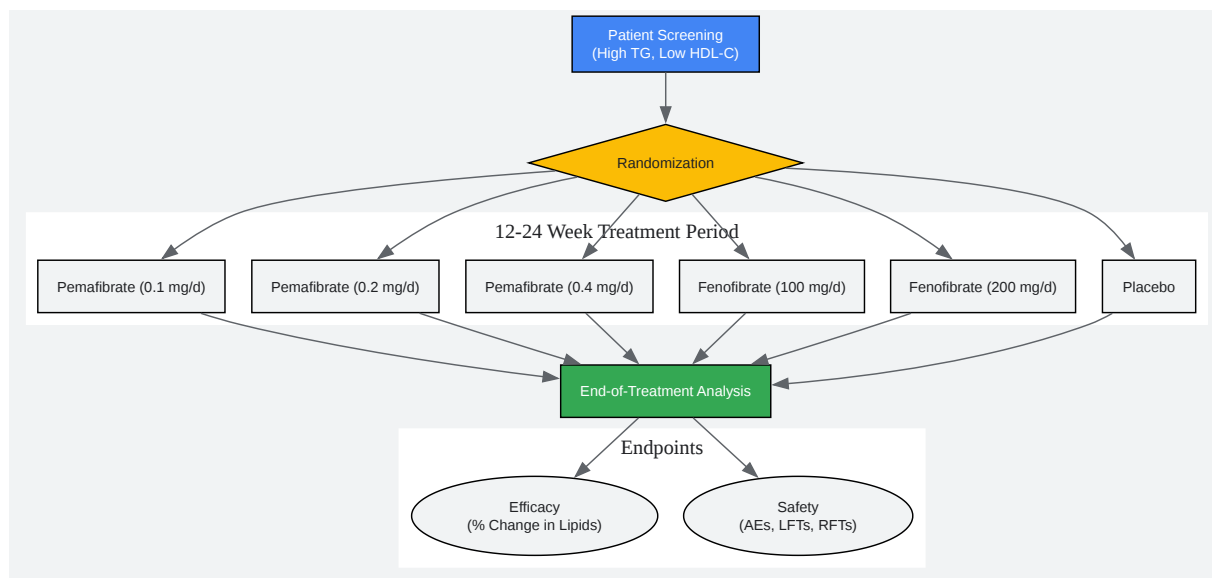 Patient Screening
(High TG, Low HDL-C)
Randomization
12-24 Week Treatment Period
Pemafibrate (0.1 mg/d)
Pemafibrate (0.2 mg/d)
Pemafibrate (0.4 mg/d)
Fenofibrate (100 mg/d)
Fenofibrate (200 mg/d)
Placebo
End-of-Treatment Analysis
Endpoints
Efficacy
(% Change in Lipids)
Safety
(AEs, LFTs, RFTs)